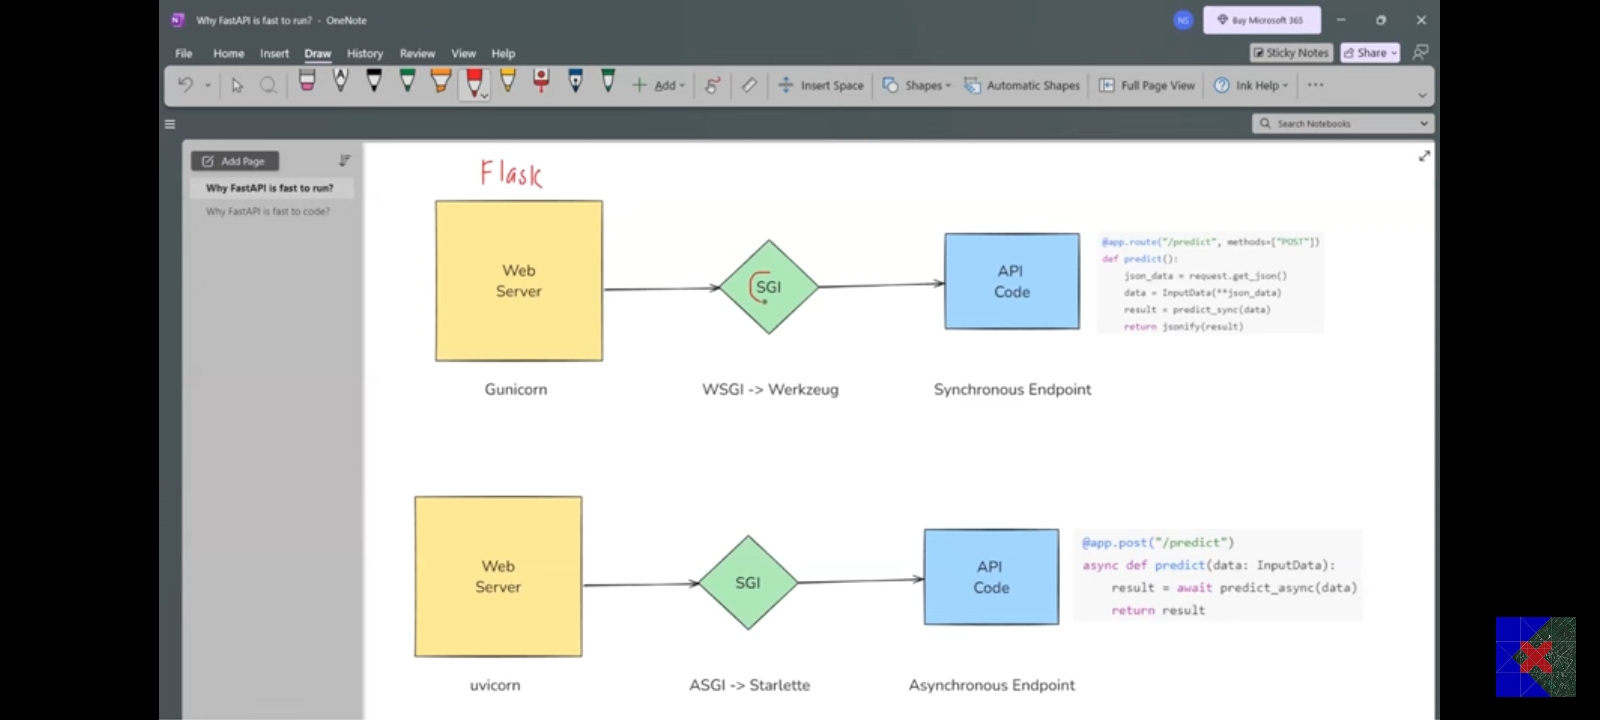 Why FastAPI is fast to run? - OneNote
NS
Buy Microsoft 365
File Home Insert Draw History Review View Help
Sticky Notes
Share
Add
Insert Space
Shapes
Automatic Shapes
Full Page View
Ink Help
Search Notebooks
Add Page
Why FastAPI is fast to run?
Why FastAPI is fast to code?
Flask
Web
Server
SGI
API
Code
@app.route("/predict", methods=["POST"])
def predict():
json_data = request.get_json()
data = InputData(**json_data)
result = predict_sync(data)
return jsonify(result)
Gunicorn
WSGI -> Werkzeug
Synchronous Endpoint
Web
Server
SGI
API
Code
@app.post("/predict")
async def predict(data: InputData):
result = await predict_async(data)
return result
uvicorn
ASGI -> Starlette
Asynchronous Endpoint